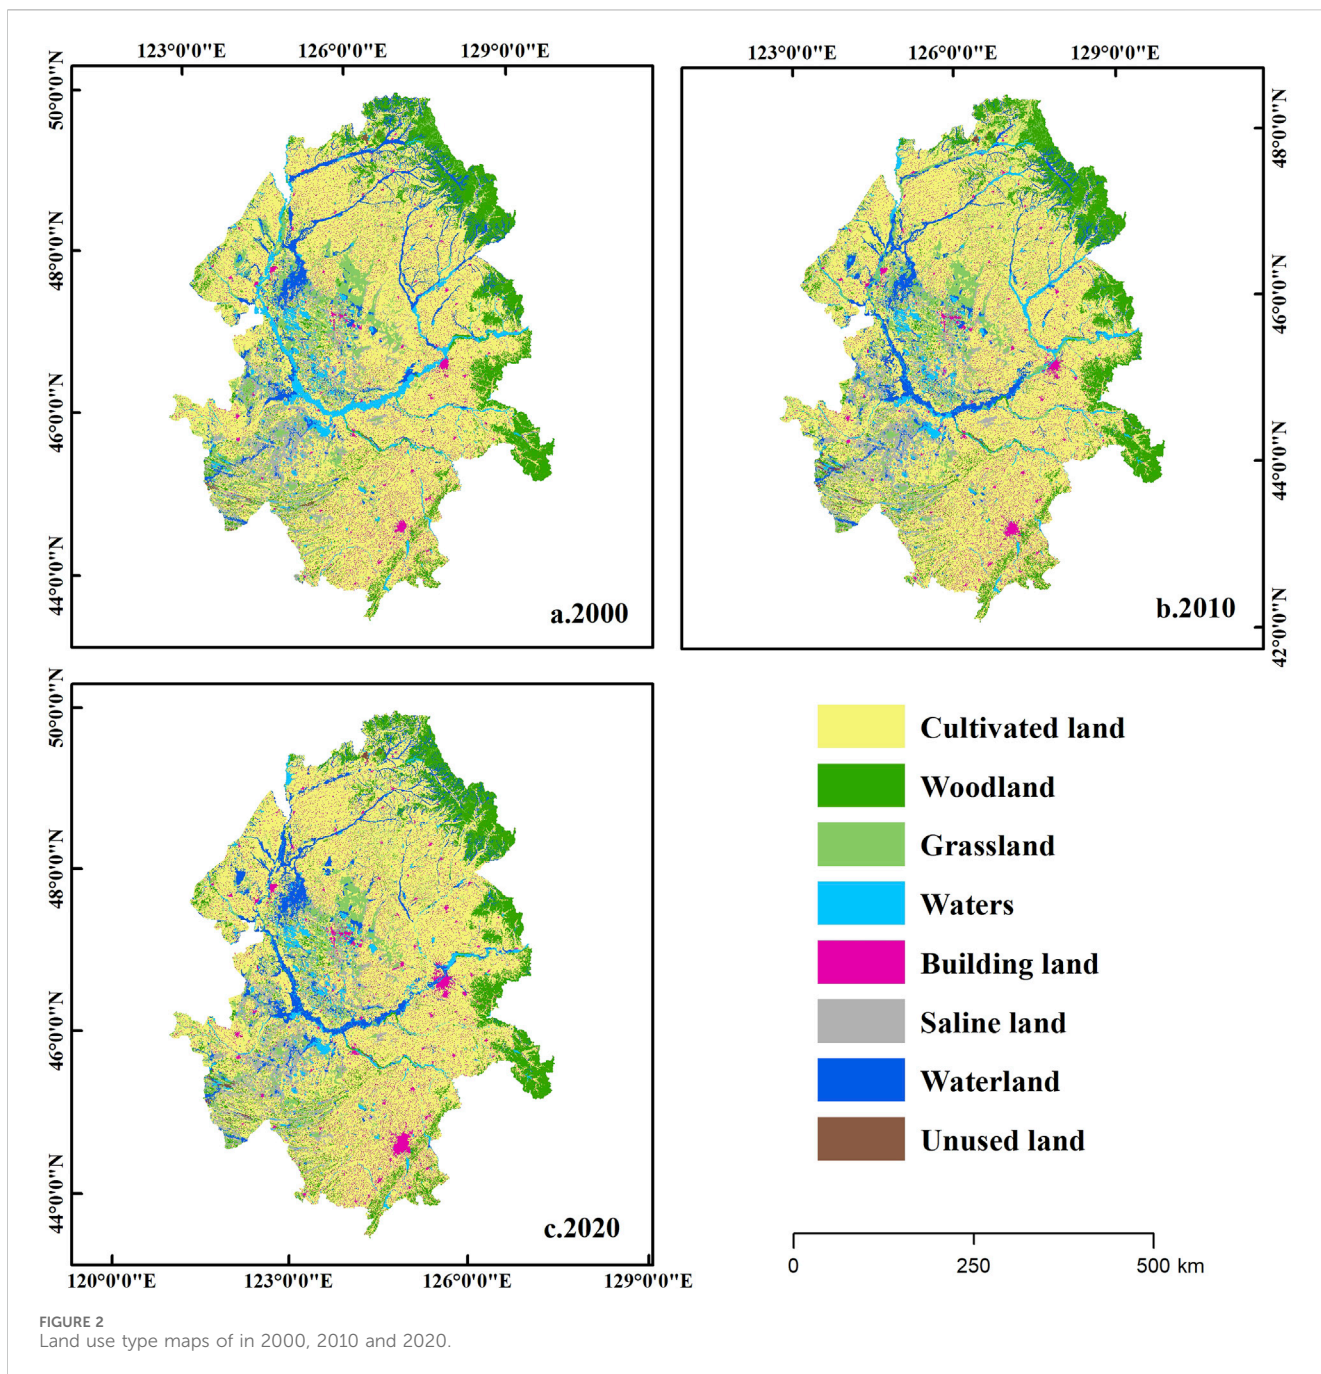 123°0'0"E 126°0'0"E 129°0'0"E
123°0'0"E 126°0'0"E 129°0'0"E
50°0'0"N
48°0'0"N
46°0'0"N
44°0'0"N
a.2000
48°0'0"N
46°0'0"N
44°0'0"N
42°0'0"N
b.2010
50°0'0"N
48°0'0"N
46°0'0"N
44°0'0"N
c.2020
120°0'0"E 123°0'0"E 126°0'0"E 129°0'0"E
Cultivated land
Woodland
Grassland
Waters
Building land
Saline land
Waterland
Unused land
0 250 500 km
FIGURE 2
Land use type maps of in 2000, 2010 and 2020.